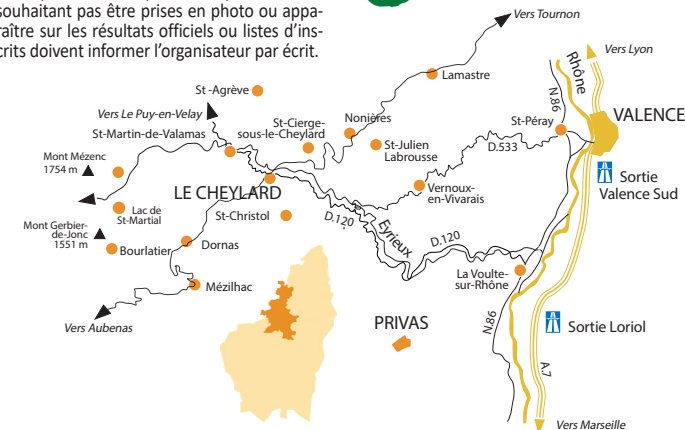 souhaitant pas être prises en photo ou appa-
raître sur les résultats officiels ou listes d’ins-
crits doivent informer l’organisateur par écrit.
Vers Tournon
Vers Lyon
Rhône
N.86
Lamastre
St -Agrève
Vers Le Puy-en-Velay
St-Martin-de-Valamas
St-Cierge-
sous-le-Cheylard
Nonières
St-Julien
Labrousse
St-Péray
VALENCE
D.533
Sortie
Valence Sud
Mont Mézenc
1754 m
LE CHEYLARD
Vernoux-
en-Vivarais
Lac de
St-Martial
St-Christol
D.120
Eyrieux
D.120
Mont Gerbier-
de-Jonc
1551 m
Bourlatier
Dornas
La Voulte-
sur-Rhône
Mézilhac
Vers Aubenas
PRIVAS
N.86
Sortie Loriol
A.7
Vers Marseille